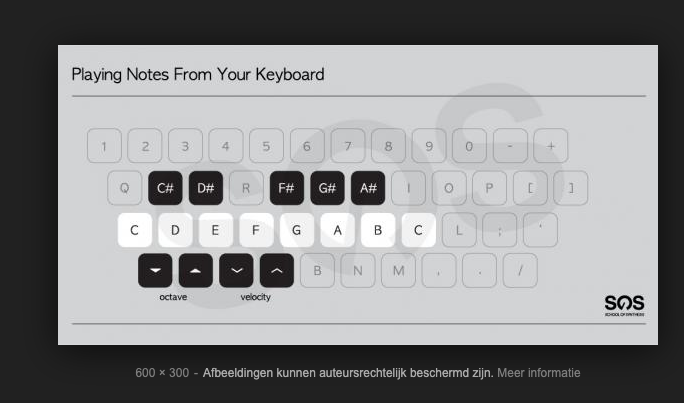 Playing Notes From Your Keyboard
1 2 3 4 5 6 7 8 9 0 - +
Q C# D# R F# G# A# I O P [ ]
C D E F G A B C L ; '
B N M , . /
octave velocity
SOS
SCHOOL OF SYNTHESIS
600 × 300 - Afbeeldingen kunnen auteursrechtelijk beschermd zijn. Meer informatie